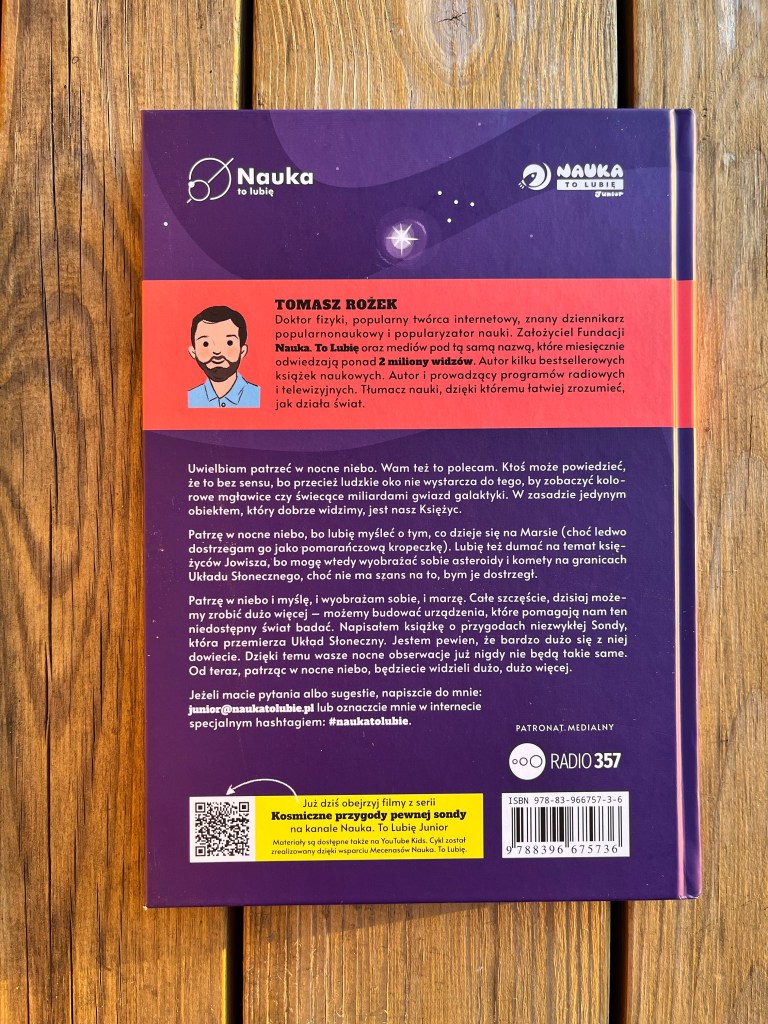 Nauka
to lubię
NAUKA
TO LUBIĘ
Junior
TOMASZ ROŻEK
Doktor fizyki, popularny twórca internetowy, znany dziennikarz
popularnonaukowy i popularyzator nauki. Założyciel Fundacji
Nauka. To Lubię oraz mediów pod tą samą nazwą, które miesięcznie
odwiedzają ponad 2 miliony widzów. Autor kilku bestsellerowych
książek naukowych. Autor i prowadzący programów radiowych
i telewizyjnych. Tłumacz nauki, dzięki któremu łatwiej zrozumieć,
jak działa świat.
Uwielbiam patrzeć w nocne niebo. Wam też to polecam. Ktoś może powiedzieć,
że to bez sensu, bo przecież ludzkie oko nie wystarcza do tego, by zobaczyć kolo-
rowe mgławice czy świecące miliardami gwiazd galaktyki. W zasadzie jedynym
obiektem, który dobrze widzimy, jest nasz Księżyc.
Patrzę w nocne niebo, bo lubię myśleć o tym, co dzieje się na Marsie (choć ledwo
dostrzegam go jako pomarańczową kropeczkę). Lubię też dumać na temat księ-
życów Jowisza, bo mogę wtedy wyobrażać sobie asteroidy i komety na granicach
Układu Słonecznego, choć nie ma szans na to, bym je dostrzegł.
Patrzę w niebo i myślę, i wyobrażam sobie, i marzę. Całe szczęście, dzisiaj może-
my zrobić dużo więcej – możemy budować urządzenia, które pomagają nam ten
niedostępny świat badać. Napisałem książkę o przygodach niezwykłej Sondy,
która przemierza Układ Słoneczny. Jestem pewien, że bardzo dużo się z niej
dowiecie. Dzięki temu wasze nocne obserwacje już nigdy nie będą takie same.
Od teraz, patrząc w nocne niebo, będziecie widzieli dużo, dużo więcej.
Jeżeli macie pytania albo sugestie, napiszcie do mnie:
junior@naukatolubie.pl lub oznaczcie mnie w internecie
specjalnym hashtagiem: #naukatolubie.
PATRONAT MEDIALNY
RADIO 357
Już dziś obejrzyj filmy z serii
Kosmiczne przygody pewnej sondy
na kanale Nauka. To Lubię Junior
Materiały są dostępne także na YouTube Kids. Cykl został
zrealizowany dzięki wsparciu Mecenasów Nauka. To Lubię.
ISBN 978-83-966757-3-6
9 788396 675736